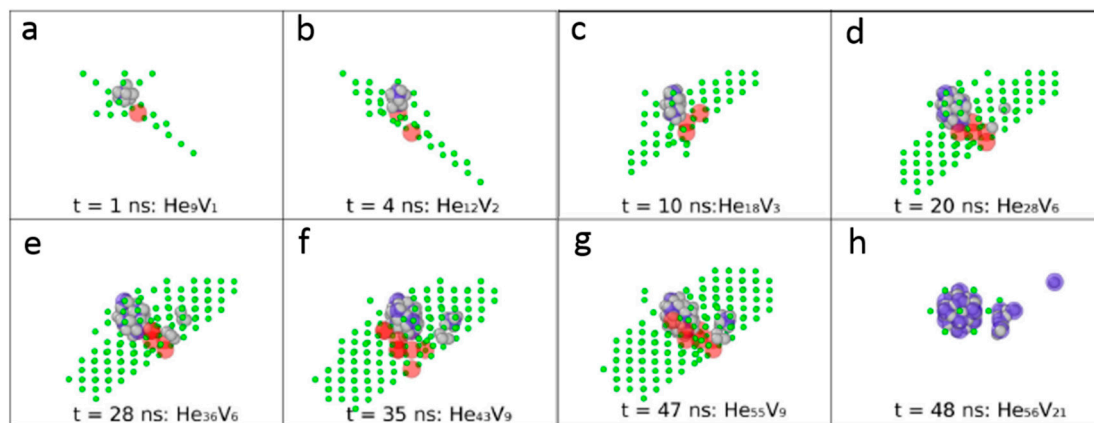 a
b
c
d
t = 1 ns: He₉V₁
t = 4 ns: He₁₂V₂
t = 10 ns:He₁₈V₃
t = 20 ns: He₂₈V₆
e
f
g
h
t = 28 ns: He₃₆V₆
t = 35 ns: He₄₃V₉
t = 47 ns: He₅₅V₉
t = 48 ns: He₅₆V₂₁